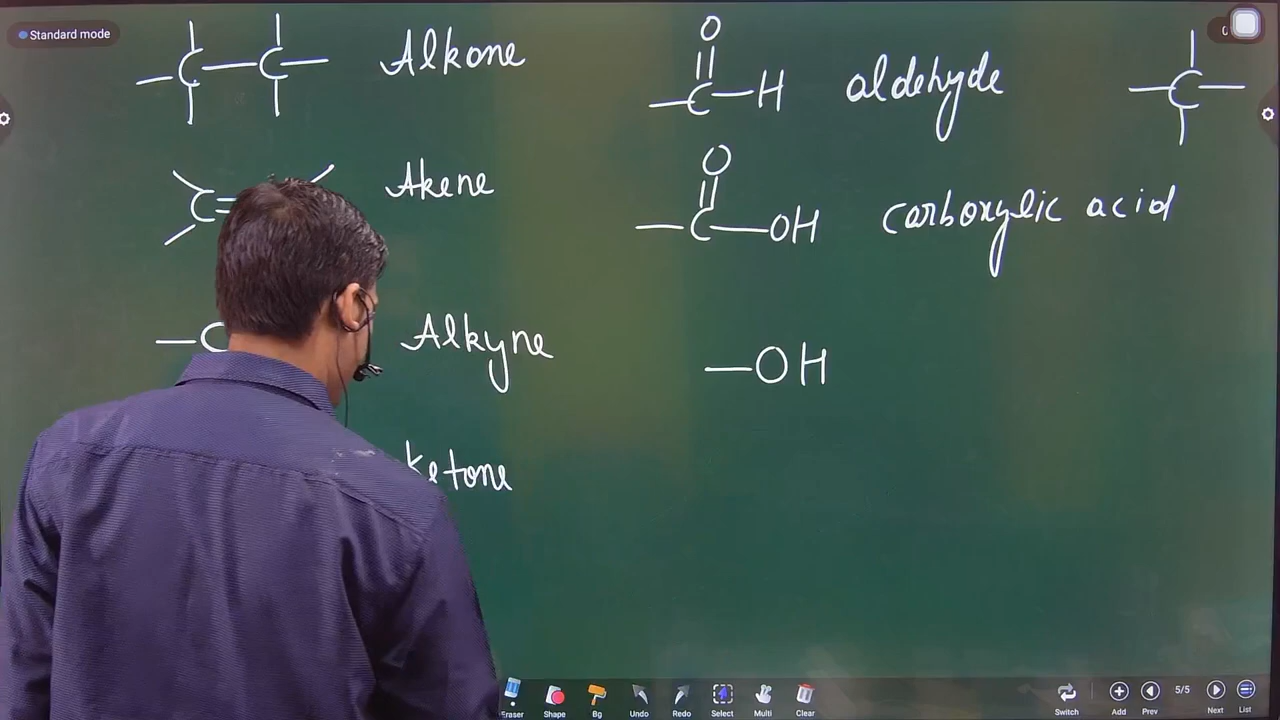 Standard mode
Alkane
Akene
Alkyne
ketone
O
—C—H aldehyde
O
—C—OH carboxylic acid
—OH
C
Eraser Shape Bg Undo Redo Select Multi Clear Switch Add Prev 5/5 Next List